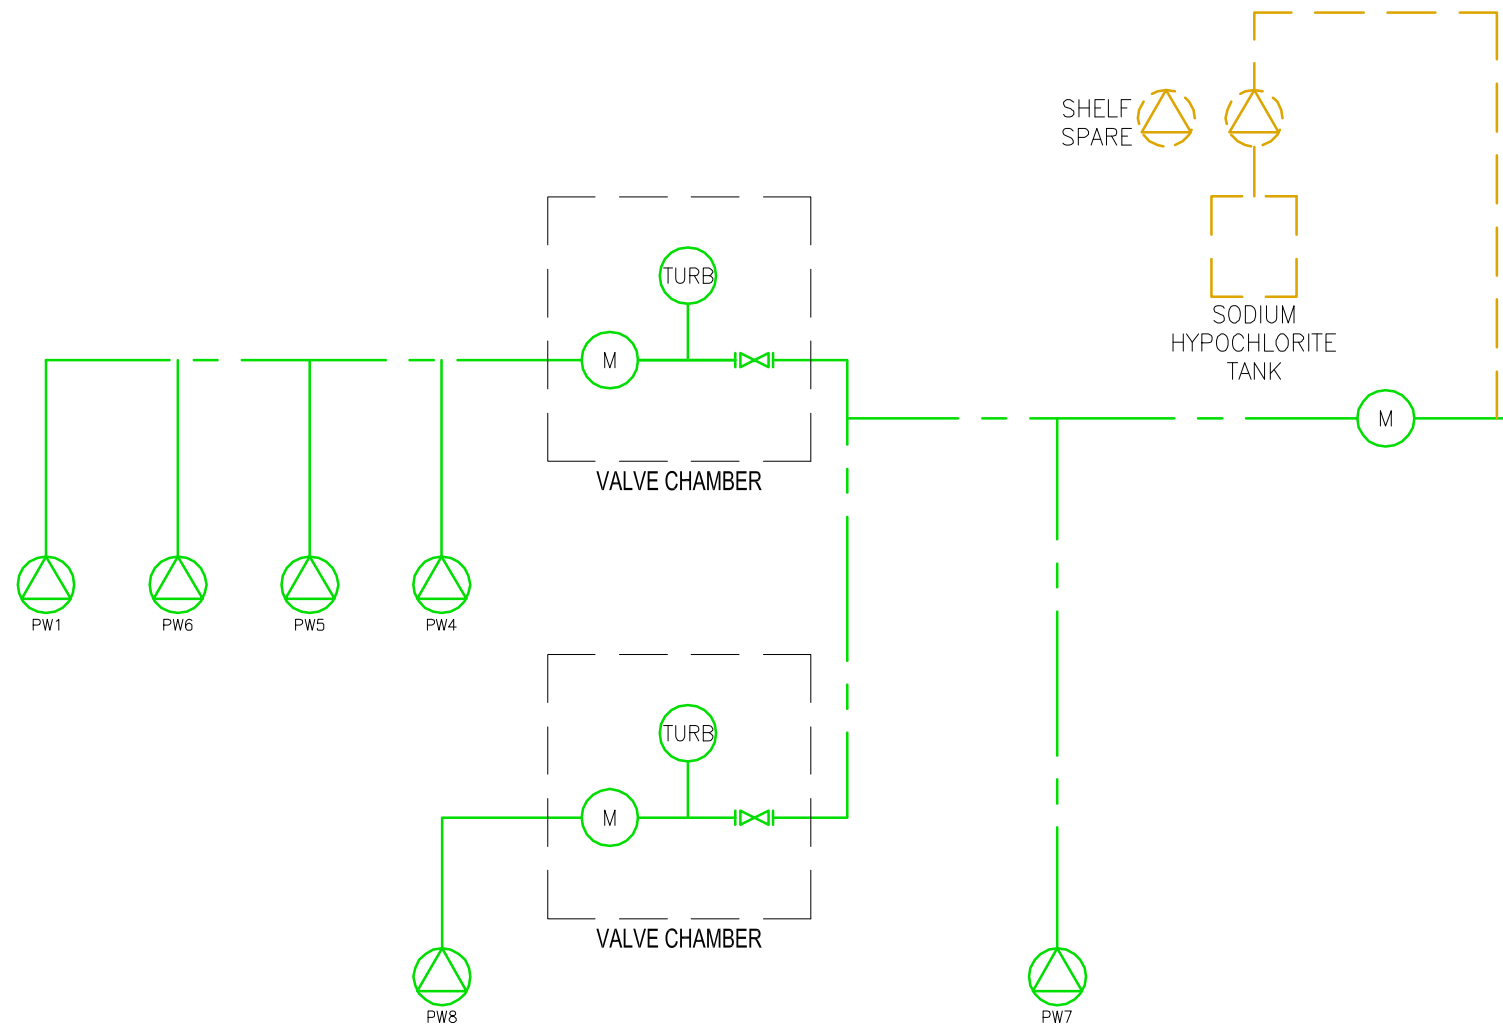 SHELF
SPARE
TURB
SODIUM
HYPOCHLORITE
TANK
M
M
VALVE CHAMBER
PW1
PW6
PW5
PW4
TURB
M
VALVE CHAMBER
PW8
PW7